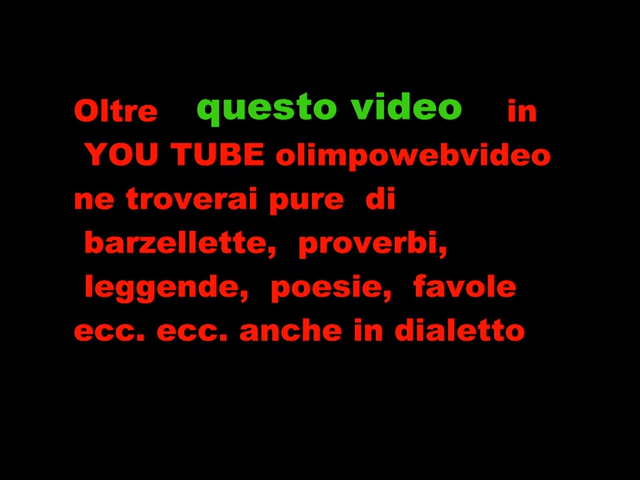 Oltre questo video in
YOU TUBE olimpowebvideo
ne troverai pure di
barzellette, proverbi,
leggende, poesie, favole
ecc. ecc. anche in dialetto